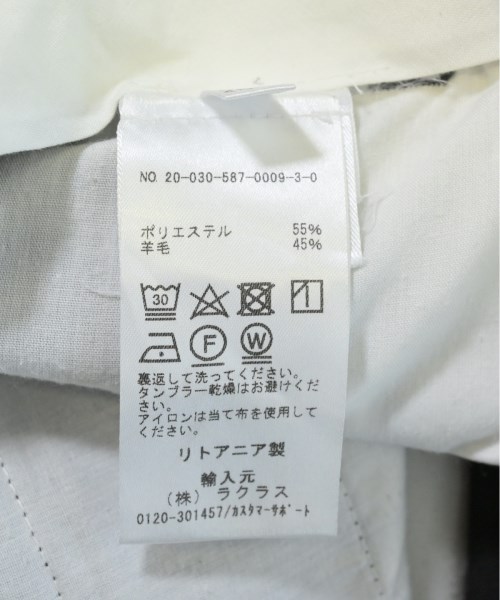 NO. 20-030-587-0009-3-0
ポリエステル 55%
羊毛 45%
30
F W
裏返して洗ってください。
タンブラー乾燥はお避けくだ
さい。
アイロンは当て布を使用して
ください。
リトアニア製
輸入元
（株）ラクラス
0120-301457/ｶｽﾀﾏｰｻﾎﾟｰﾄ